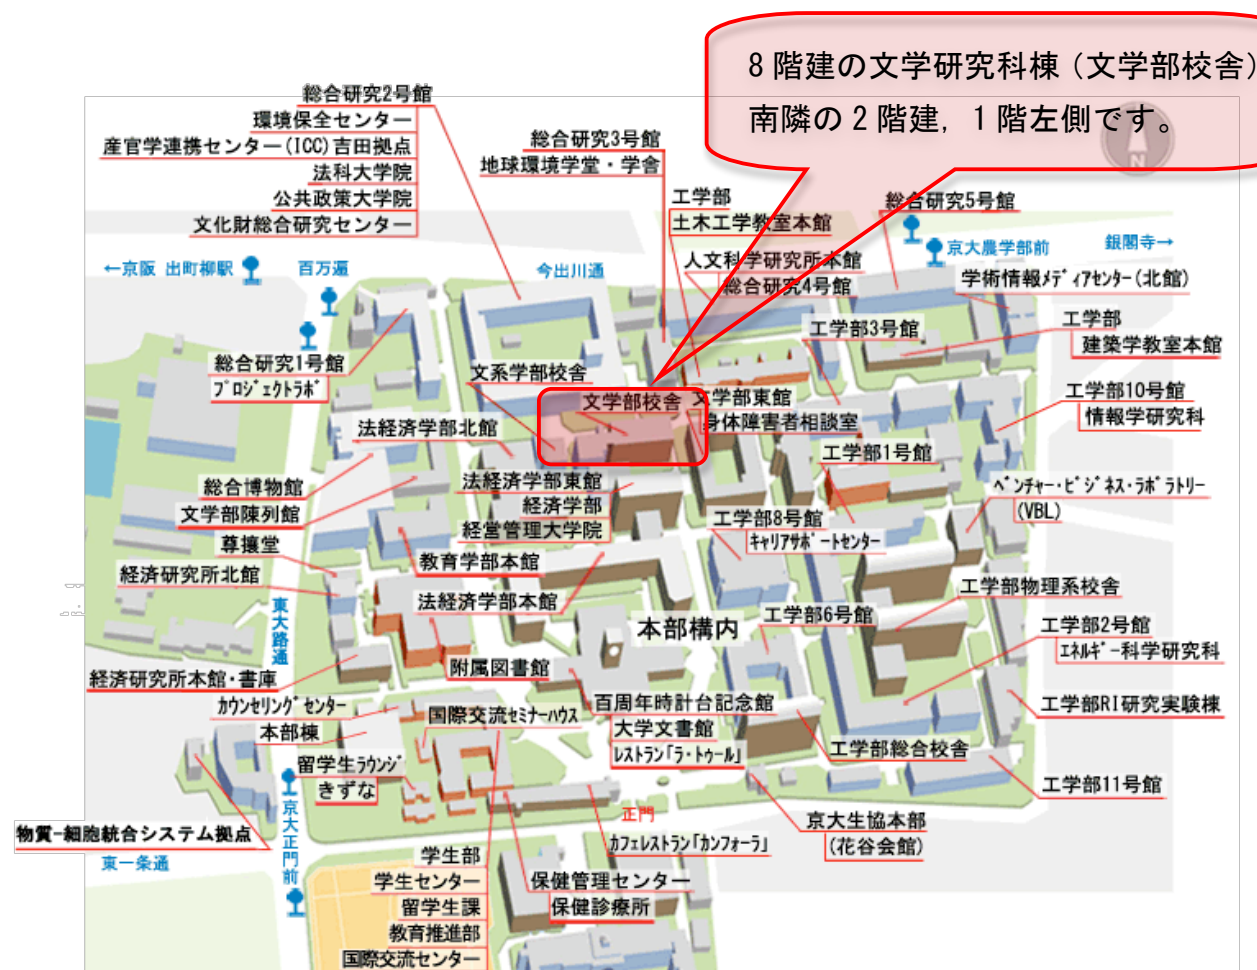 8階建の文学研究科棟（文学部校舎）
南隣の2階建，1階左側です。
N
総合研究2号館
環境保全センター
産官学連携センター(ICC)吉田拠点
法科大学院
公共政策大学院
文化財総合研究センター
総合研究3号館
地球環境学堂・学舎
工学部
土木工学教室本館
人文科学研究所本館
総合研究4号館
総合研究5号館
京大農学部前
銀閣寺→
学術情報ﾒﾃﾞｨｱｾﾝﾀｰ(北館)
←京阪 出町柳駅
百万遍
今出川通
工学部3号館
工学部
建築学教室本館
総合研究1号館
ﾌﾟﾛｼﾞｪｸﾄﾗﾎﾞ
文系学部校舎
文学部校舎
文学部東館
身体障害者相談室
工学部10号館
情報学研究科
法経済学部北館
工学部1号館
総合博物館
文学部陳列館
法経済学部東館
経済学部
経営管理大学院
ﾍﾞﾝﾁｬｰ・ﾋﾞｼﾞﾈｽ・ﾗﾎﾞﾗﾄﾘｰ
(VBL)
工学部8号館
ｷｬﾘｱｻﾎﾟｰﾄｾﾝﾀｰ
尊攘堂
経済研究所北館
教育学部本館
法経済学部本館
東大路通
本部構内
工学部6号館
工学部物理系校舎
工学部2号館
ｴﾈﾙｷﾞｰ科学研究科
附属図書館
経済研究所本館・書庫
ｶｳﾝｾﾘﾝｸﾞｾﾝﾀｰ
国際交流ｾﾐﾅｰﾊｳｽ
百周年時計台記念館
大学文書館
ﾚｽﾄﾗﾝ｢ﾗ・ﾄｩｰﾙ｣
工学部RI研究実験棟
本部棟
工学部総合校舎
留学生ﾗｳﾝｼﾞ
きずな
工学部11号館
京大正門前
正門
物質-細胞統合システム拠点
東一条通
ｶﾌｪﾚｽﾄﾗﾝ｢ｶﾝﾌｫｰﾗ｣
京大生協本部
(花谷会館)
学生部
学生センター
留学生課
教育推進部
国際交流センター
保健管理センター
保健診療所